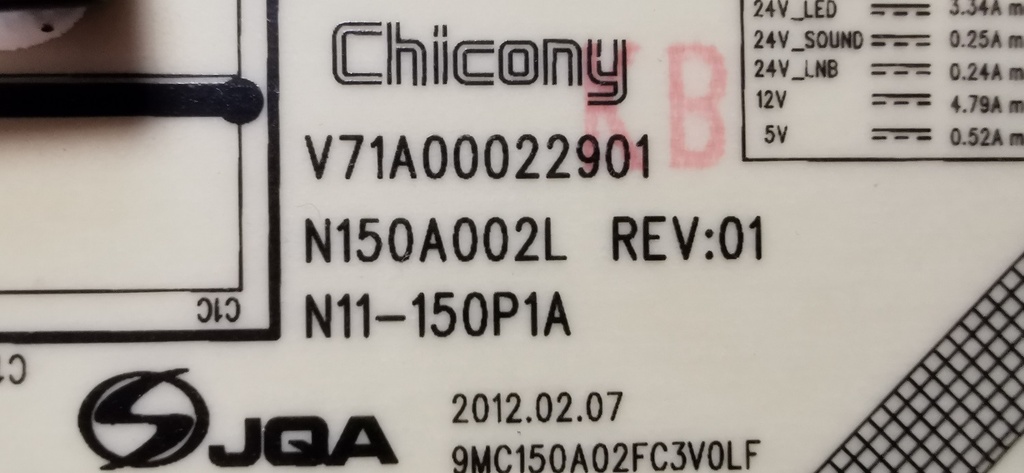 24V_LED 3.34A m
24V_SOUND 0.25A m
24V_LNB 0.24A m
12V 4.79A m
5V 0.52A m
Chicony
KB
V71A00022901
N150A002L REV:01
N11-150P1A
C1C
JQA
2012.02.07
9MC150A02FC3V0LF